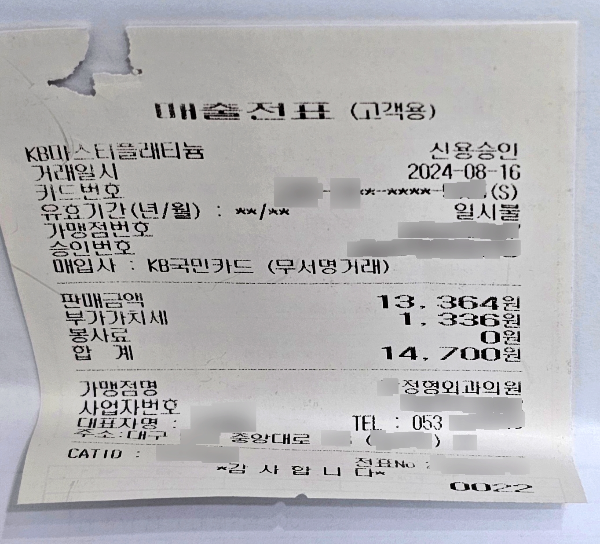 매출전표 (고객용)
KB마스터플래티늄 신용승인
거래일시 2024-08-16
카드번호 **-****- (S)
유효기간(년/월) : **/** 일시불
가맹점번호
승인번호
매입사 : KB국민카드 (무서명거래)
판매금액 13,364원
부가가치세 1,336원
봉사료 0원
합 계 14,700원
가맹점명 정형외과의원
사업자번호
대표자명 : TEL : 053
주소:대구 중앙대로 ( )
CATID : 전표No :
*감사합니다*
0022